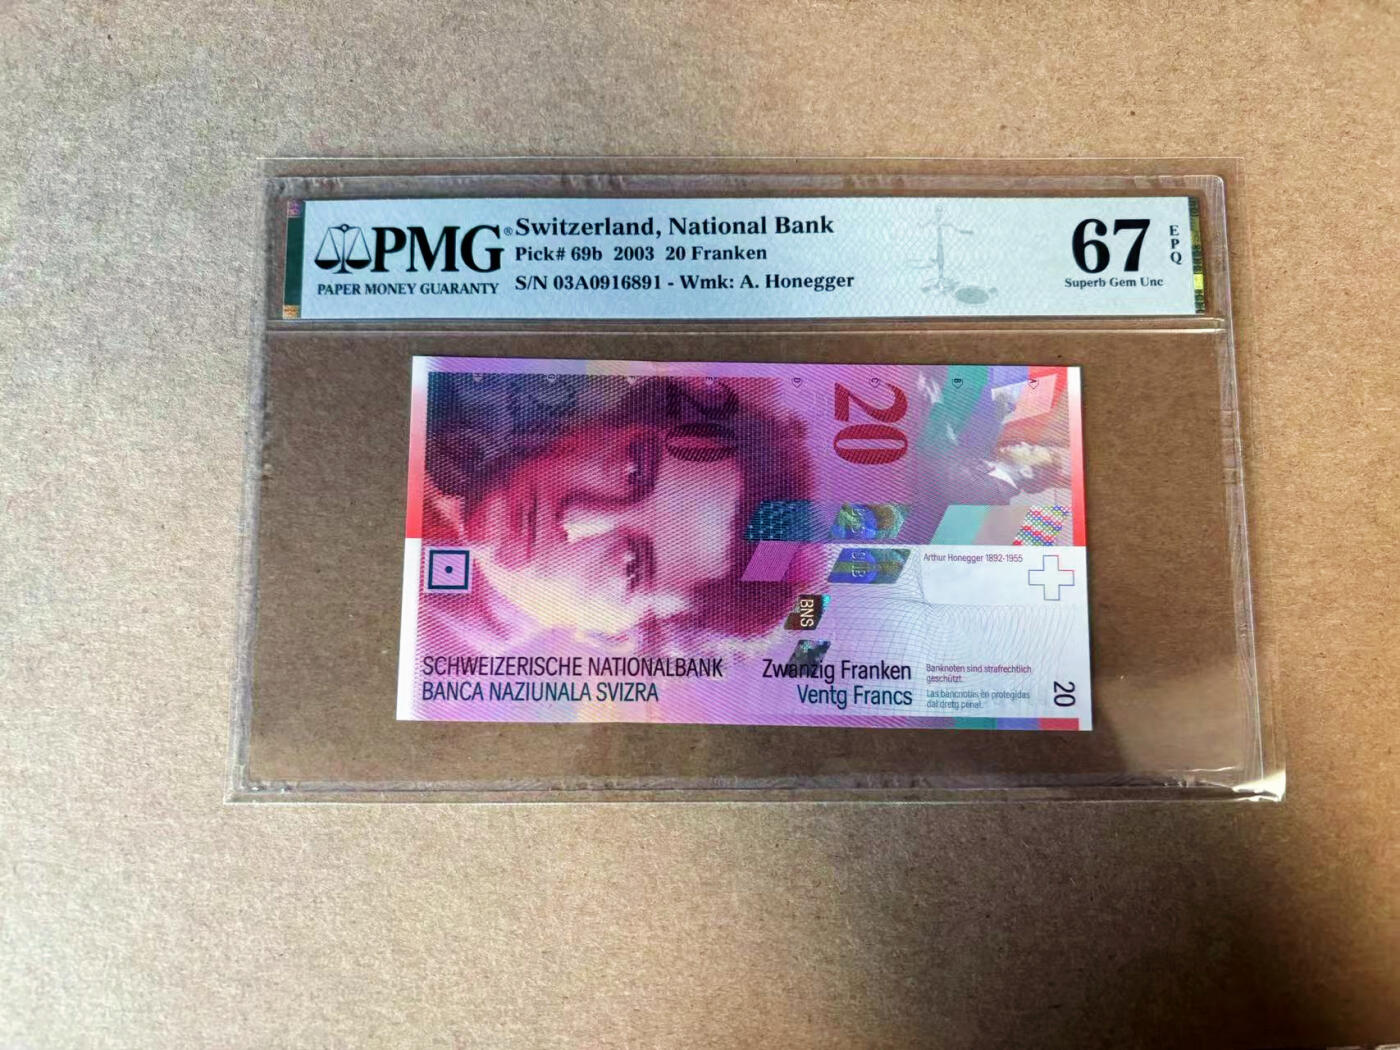 PMG®
PAPER MONEY GUARANTY
Switzerland, National Bank
Pick# 69b 2003 20 Franken
S/N 03A0916891 - Wmk: A. Honegger
67
EPQ
Superb Gem Unc
20
20
Arthur Honegger 1892-1955
BNS
SCHWEIZERISCHE NATIONALBANK
BANCA NAZIUNALA SVIZRA
Zwanzig Franken
Ventg Francs
Banknoten sind strafrechtlich
geschützt.
Las bancnotas èn protegidas
dal dretg penal.
20